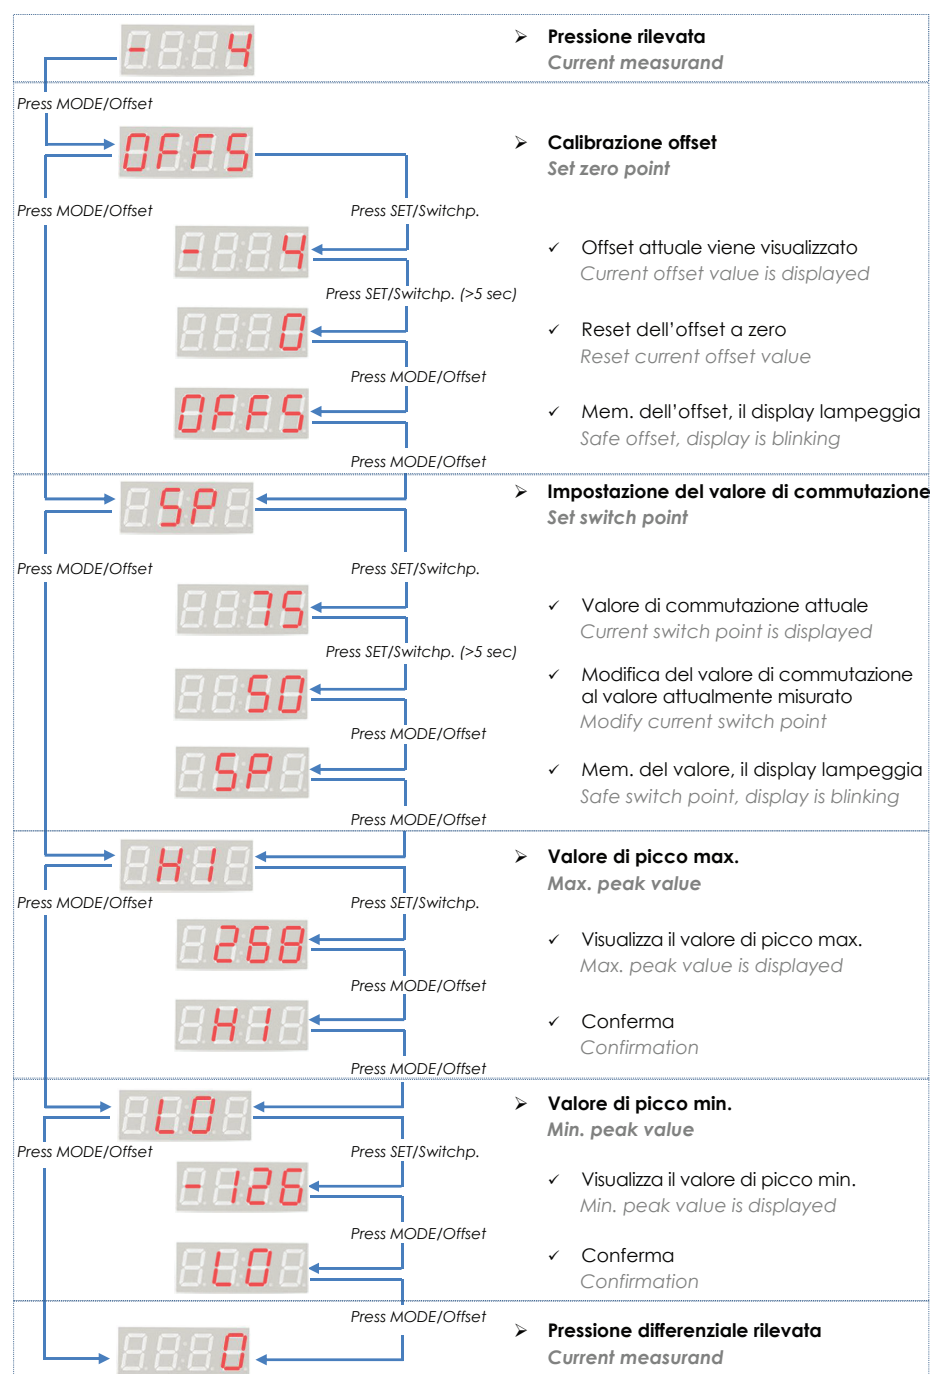 - 4
Pressione rilevata
Current measurand
Press MODE/Offset
OFFS
Calibrazione offset
Set zero point
Press MODE/Offset
Press SET/Switchp.
- 4
Offset attuale viene visualizzato
Current offset value is displayed
Press SET/Switchp. (>5 sec)
0
Reset dell'offset a zero
Reset current offset value
Press MODE/Offset
OFFS
Mem. dell'offset, il display lampeggia
Safe offset, display is blinking
Press MODE/Offset
SP
Impostazione del valore di commutazione
Set switch point
Press MODE/Offset
Press SET/Switchp.
75
Valore di commutazione attuale
Current switch point is displayed
Press SET/Switchp. (>5 sec)
50
Modifica del valore di commutazione
al valore attualmente misurato
Modify current switch point
Press MODE/Offset
SP
Mem. del valore, il display lampeggia
Safe switch point, display is blinking
Press MODE/Offset
HI
Valore di picco max.
Max. peak value
Press MODE/Offset
Press SET/Switchp.
268
Visualizza il valore di picco max.
Max. peak value is displayed
Press MODE/Offset
HI
Conferma
Confirmation
Press MODE/Offset
LO
Valore di picco min.
Min. peak value
Press MODE/Offset
Press SET/Switchp.
-126
Visualizza il valore di picco min.
Min. peak value is displayed
Press MODE/Offset
LO
Conferma
Confirmation
Press MODE/Offset
0
Pressione differenziale rilevata
Current measurand